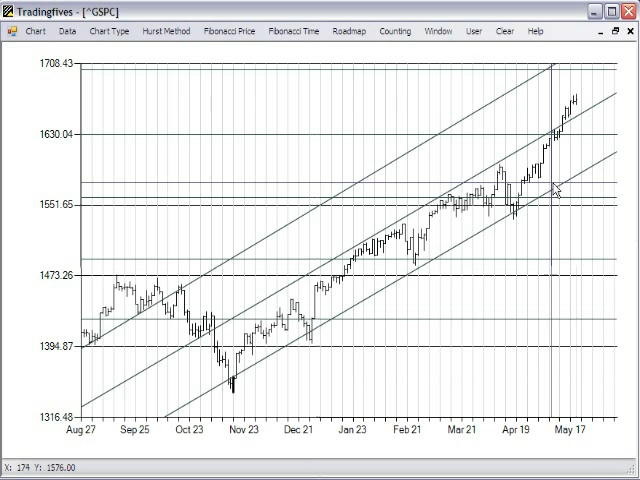 Tradingfives - [^GSPC]
Chart Data Chart Type Hurst Method Fibonacci Price Fibonacci Time Roadmap Counting Window User Clear Help
1708.43
1630.04
1551.65
1473.26
1394.87
1316.48
Aug 27 Sep 25 Oct 23 Nov 23 Dec 21 Jan 23 Feb 21 Mar 21 Apr 19 May 17
X: 174 Y: 1576.00